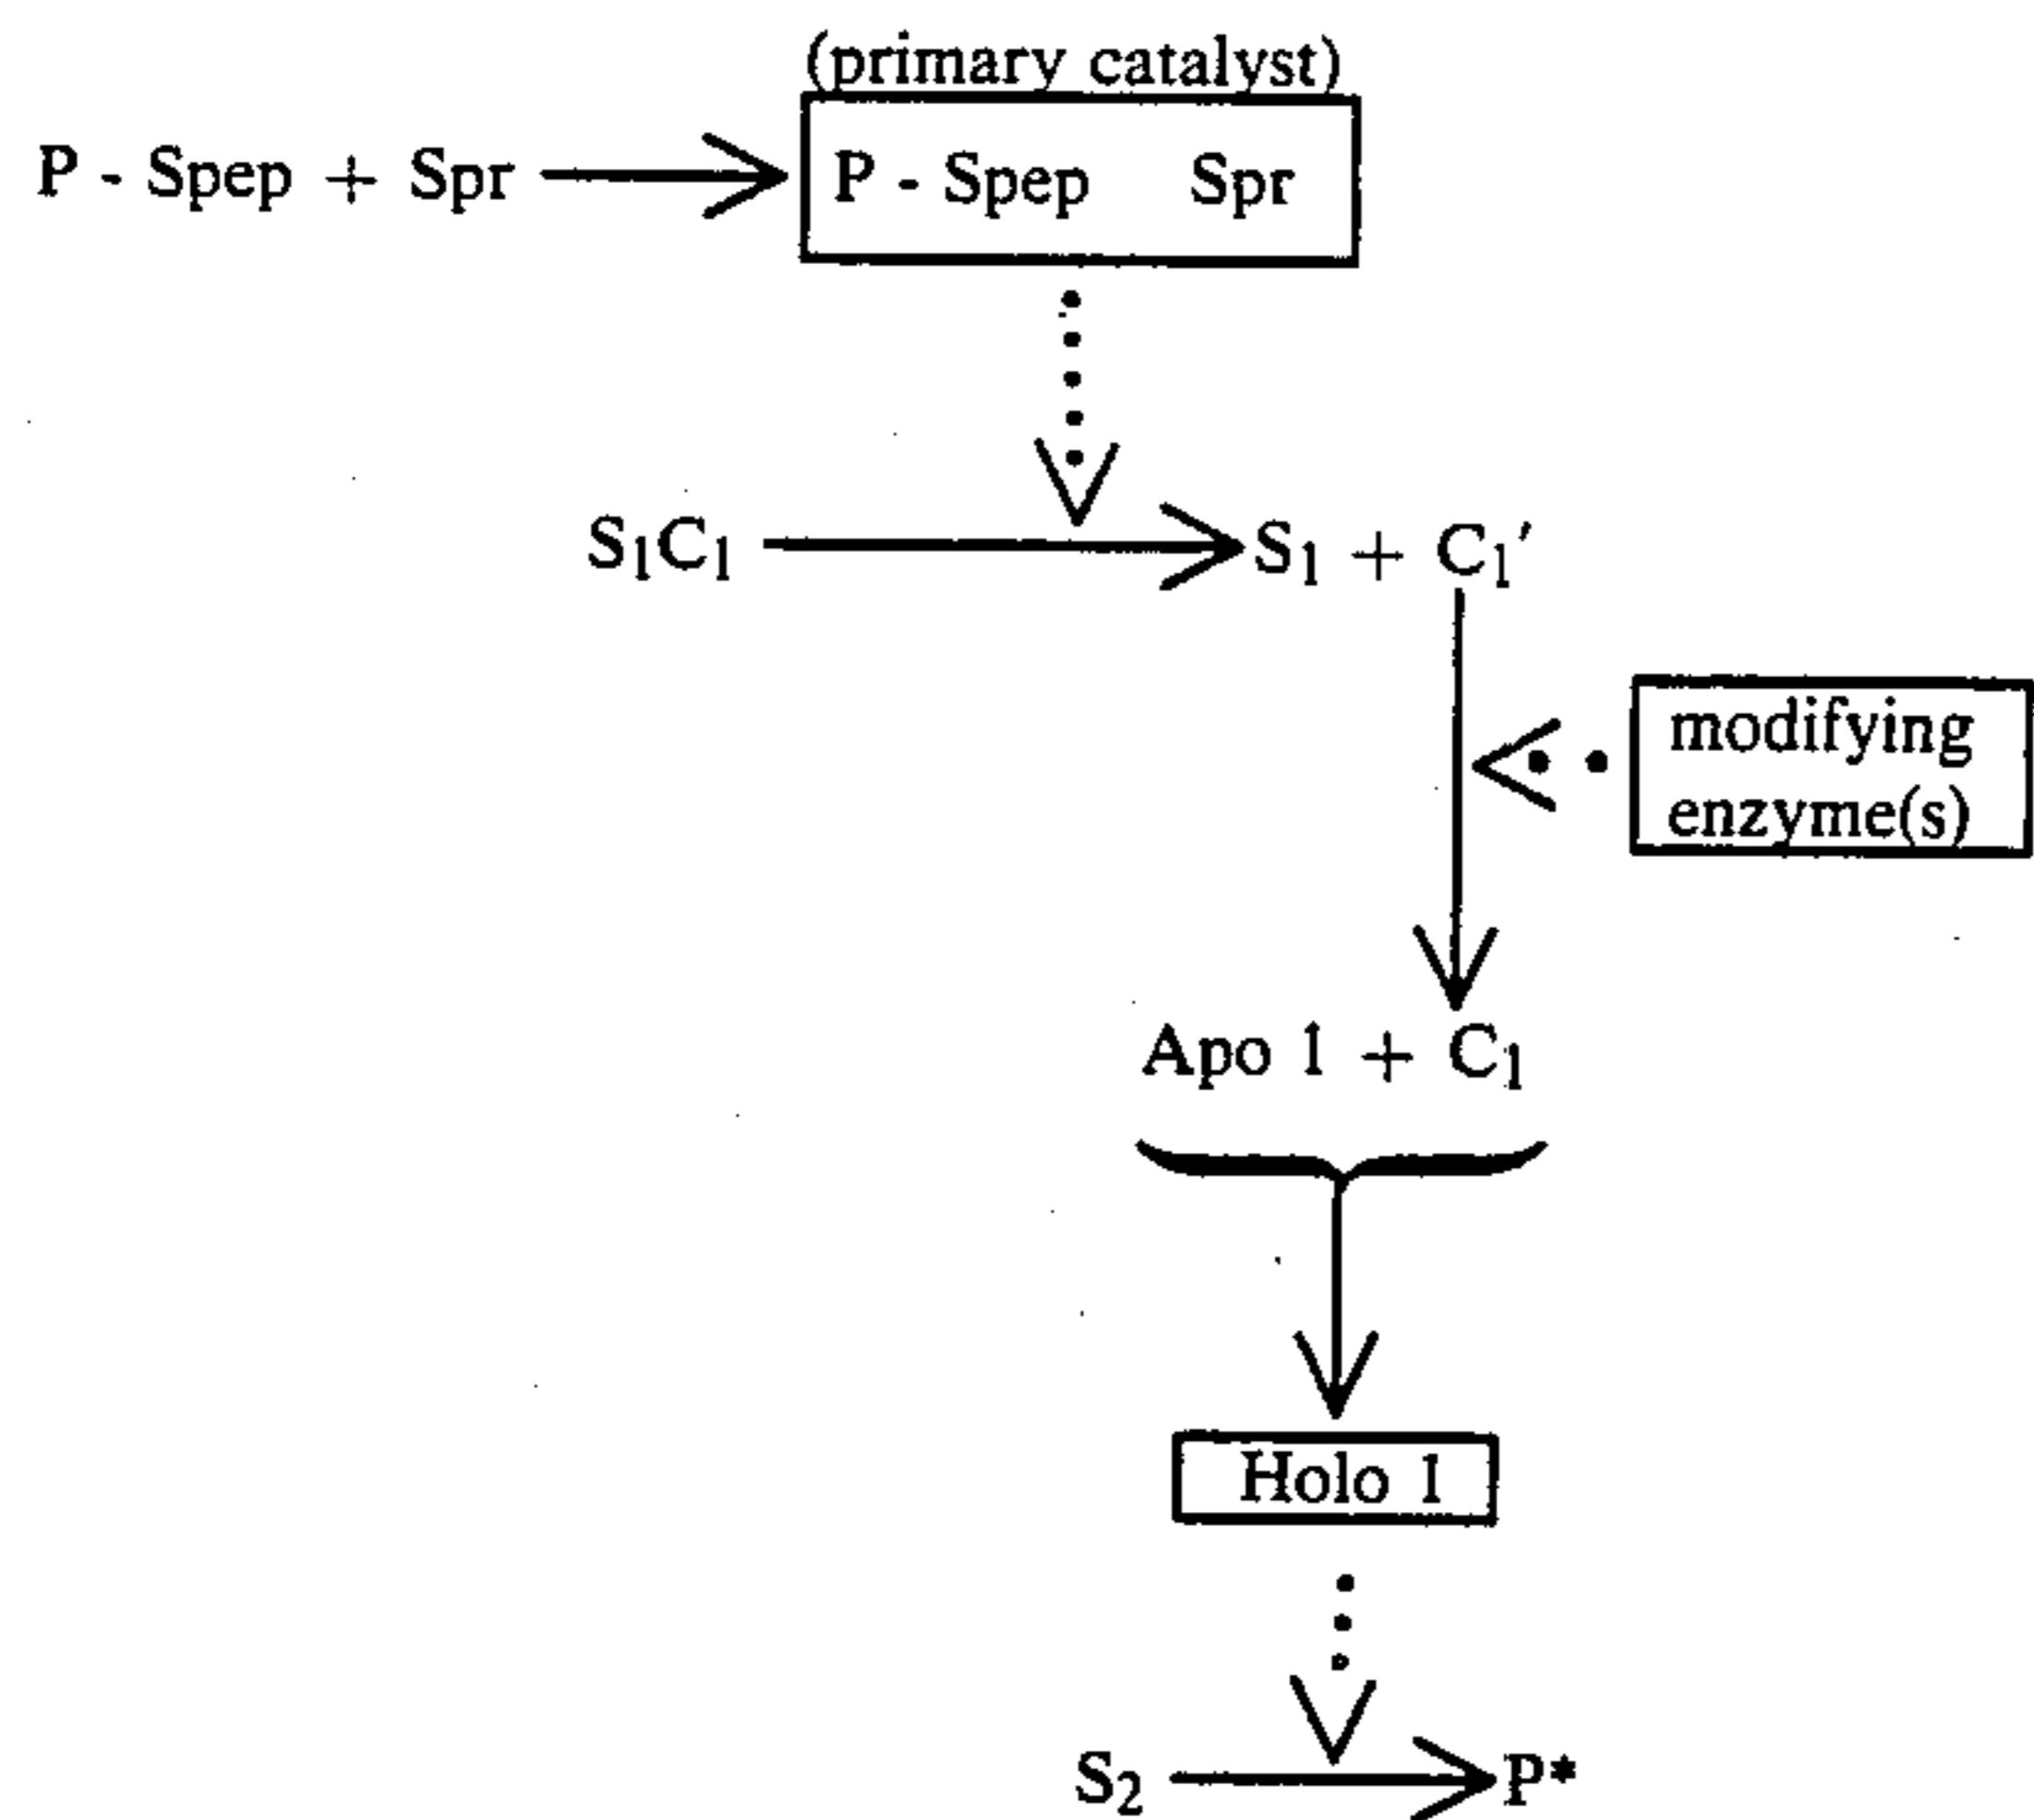 (primary catalyst)
P - Spep + Spr P - Spep Spr
S₁C₁ S₁ + C₁′
modifying
enzyme(s)
Apo 1 + C₁
Holo 1
S₂ P*